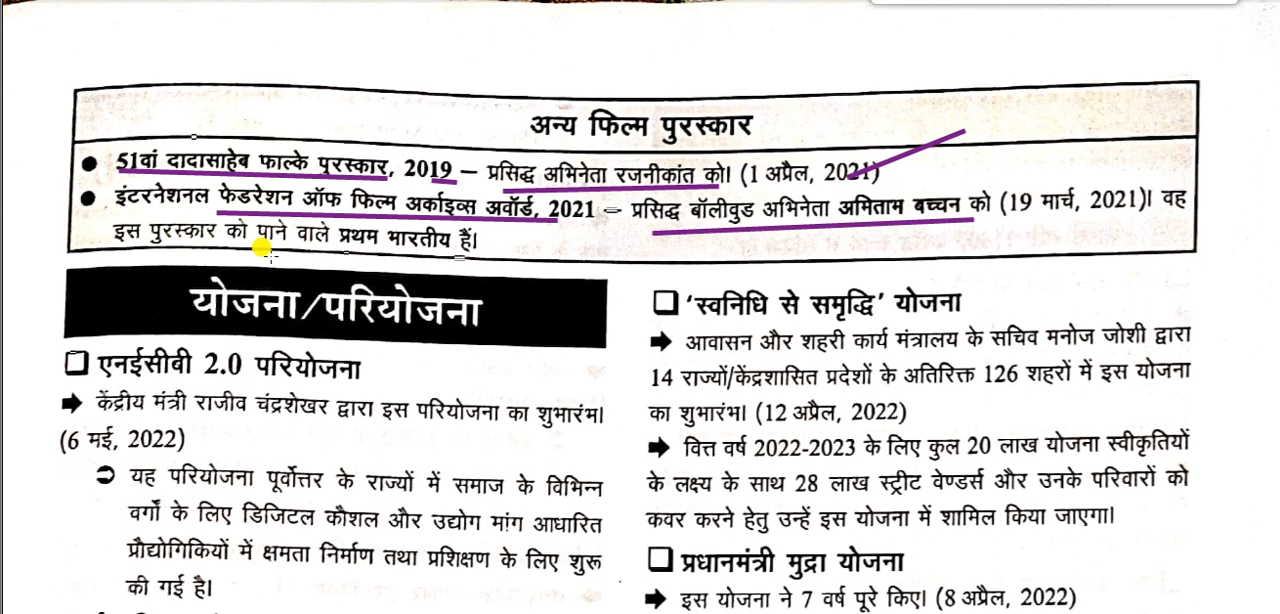 अन्य फिल्म पुरस्कार
● 51वां दादासाहेब फाल्के पुरस्कार, 2019 – प्रसिद्ध अभिनेता रजनीकांत को। (1 अप्रैल, 2021)
● इंटरनेशनल फेडरेशन ऑफ फिल्म अर्काइव्स अवॉर्ड, 2021 – प्रसिद्ध बॉलीवुड अभिनेता अमिताभ बच्चन को (19 मार्च, 2021)। वह
इस पुरस्कार को पाने वाले प्रथम भारतीय हैं।
योजना/परियोजना
❑ एनईसीबी 2.0 परियोजना
➡ केंद्रीय मंत्री राजीव चंद्रशेखर द्वारा इस परियोजना का शुभारंभ।
(6 मई, 2022)
➲ यह परियोजना पूर्वोत्तर के राज्यों में समाज के विभिन्न
वर्गों के लिए डिजिटल कौशल और उद्योग मांग आधारित
प्रौद्योगिकियों में क्षमता निर्माण तथा प्रशिक्षण के लिए शुरू
की गई है।
❑ 'स्वनिधि से समृद्धि' योजना
➡ आवासन और शहरी कार्य मंत्रालय के सचिव मनोज जोशी द्वारा
14 राज्यों/केंद्रशासित प्रदेशों के अतिरिक्त 126 शहरों में इस योजना
का शुभारंभ। (12 अप्रैल, 2022)
➡ वित्त वर्ष 2022-2023 के लिए कुल 20 लाख योजना स्वीकृतियों
के लक्ष्य के साथ 28 लाख स्ट्रीट वेण्डर्स और उनके परिवारों को
कवर करने हेतु उन्हें इस योजना में शामिल किया जाएगा।
❑ प्रधानमंत्री मुद्रा योजना
➡ इस योजना ने 7 वर्ष पूरे किए। (8 अप्रैल, 2022)